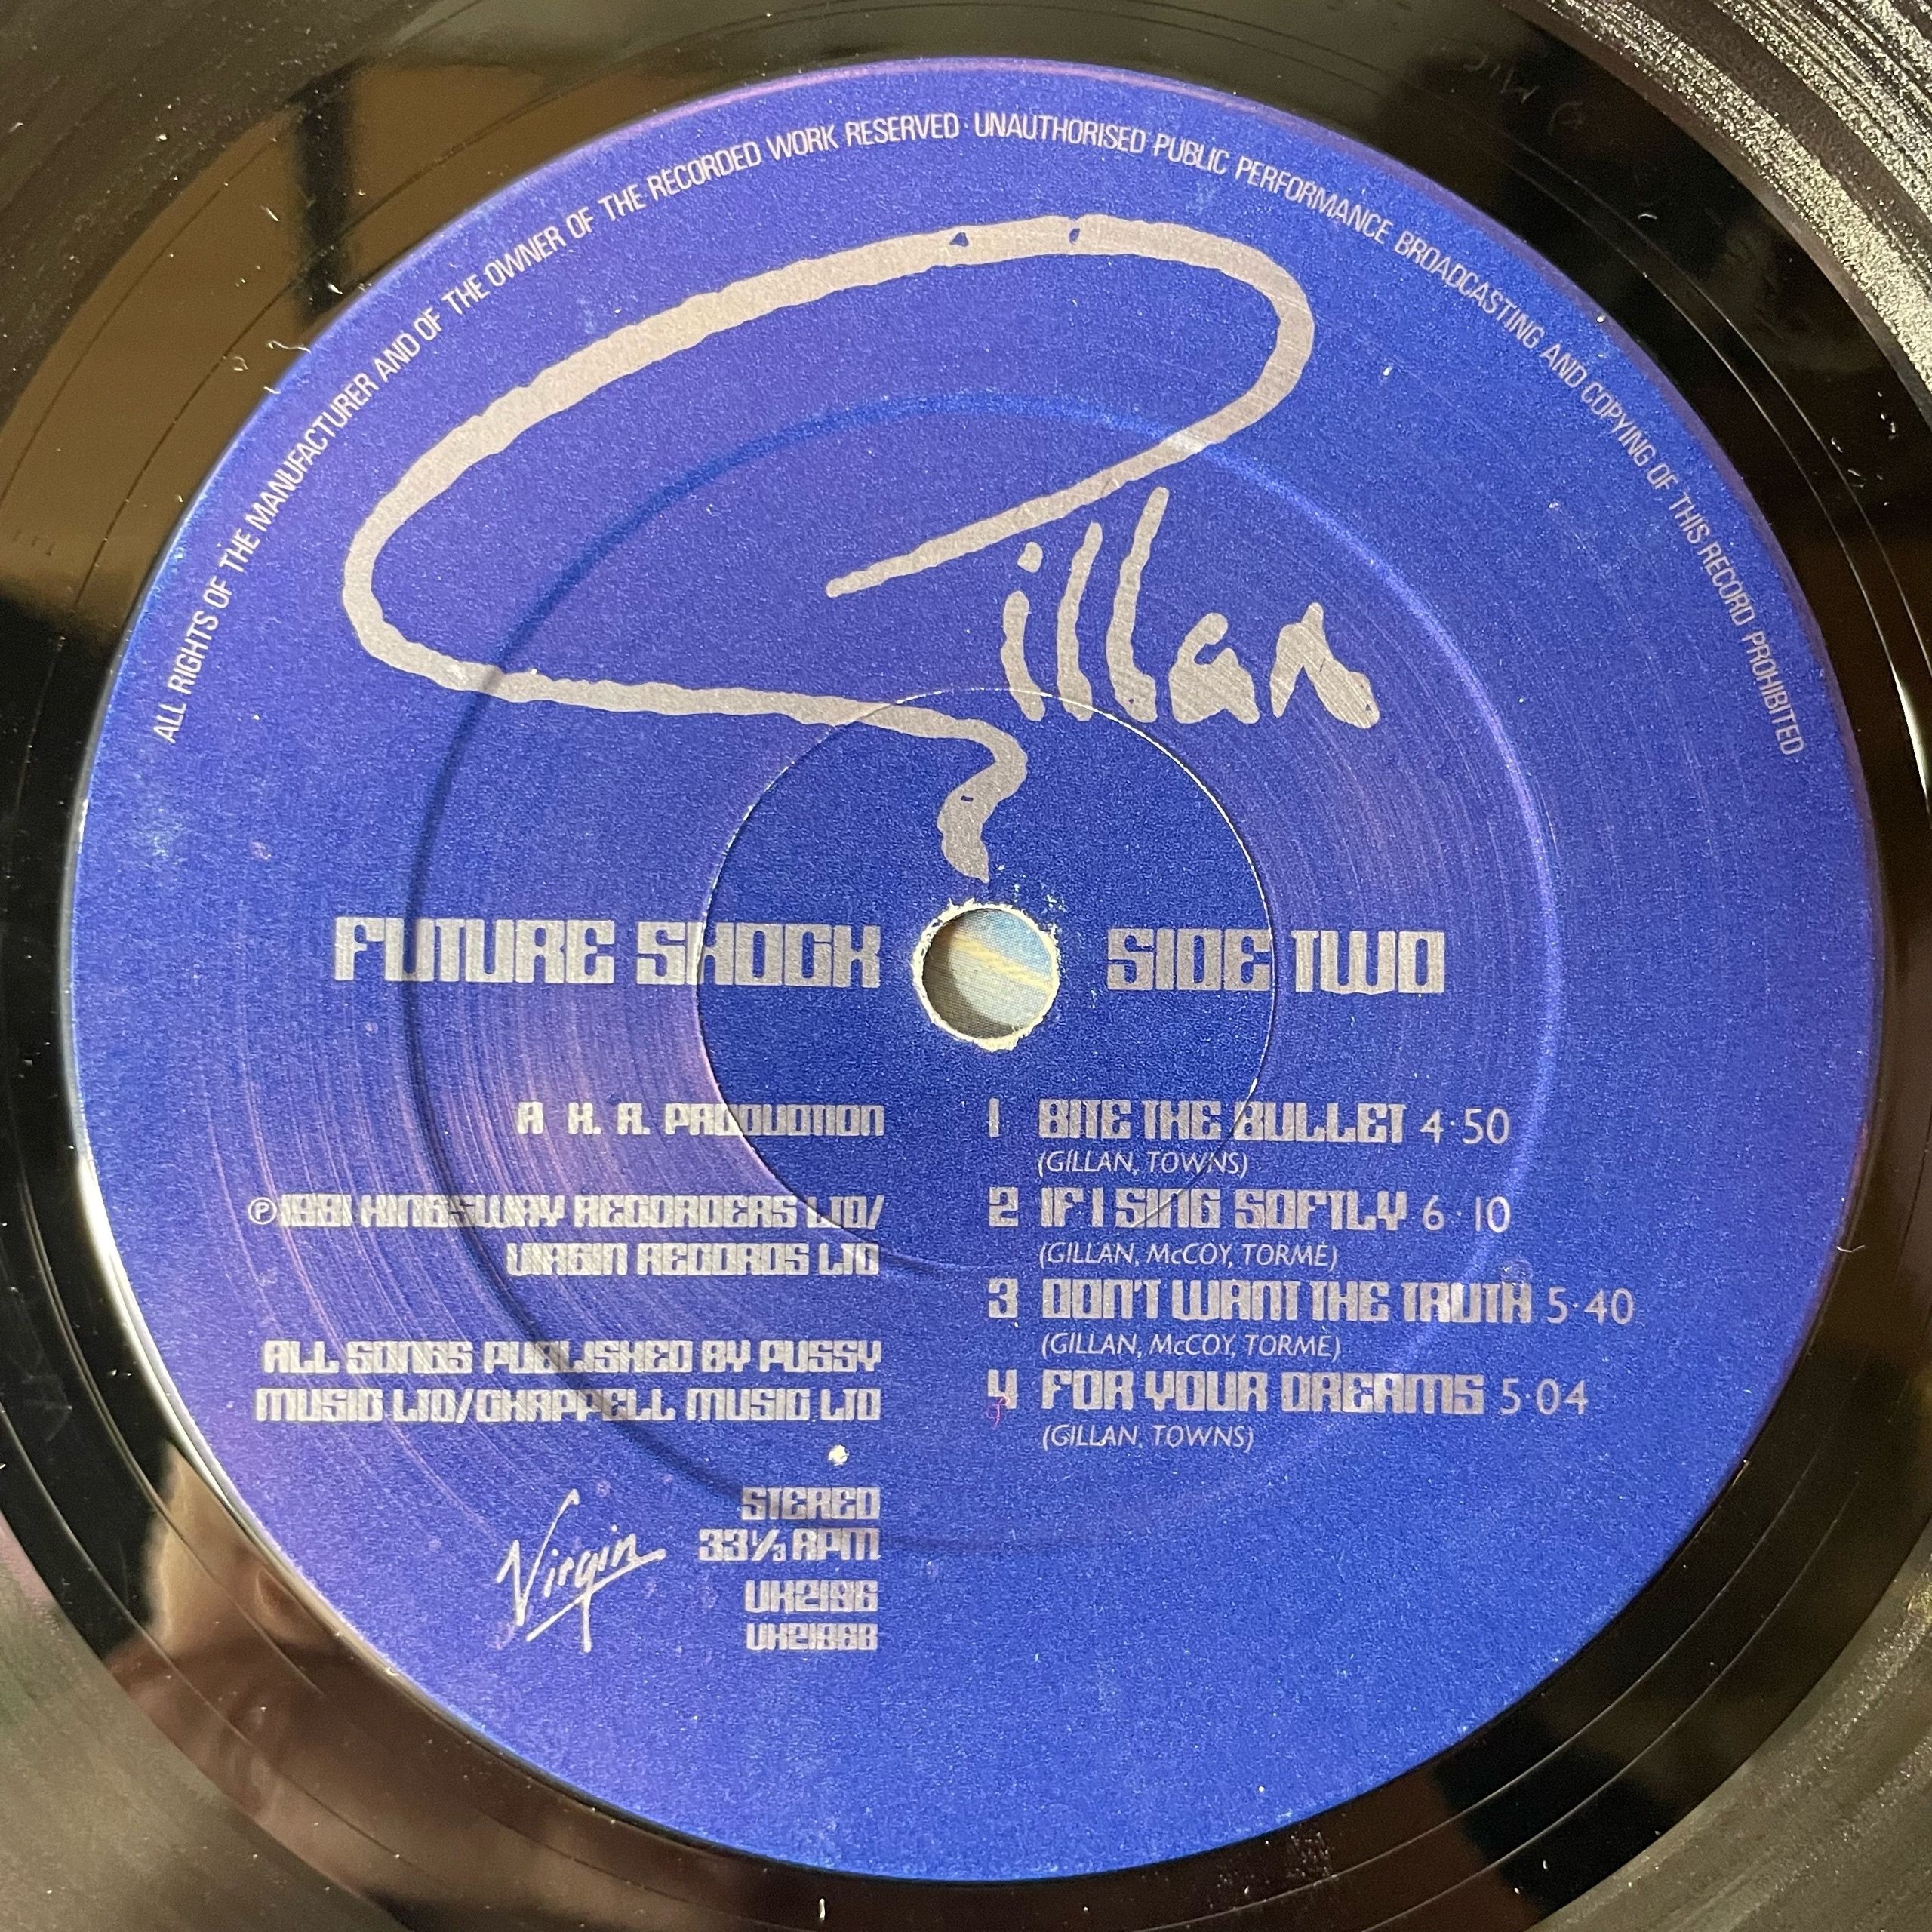 ALL RIGHTS OF THE MANUFACTURER AND OF THE OWNER OF THE RECORDED WORK RESERVED · UNAUTHORISED PUBLIC PERFORMANCE BROADCASTING AND COPYING OF THIS RECORD PROHIBITED
Gillan
FUTURE SHOCK
SIDE TWO
A K. R. PRODUCTION
℗1981 KINGSWAY RECORDERS LTD/
VIRGIN RECORDS LTD
ALL SONGS PUBLISHED BY PUSSY
MUSIC LTD/CHAPPELL MUSIC LTD
Virgin
STEREO
33⅓ RPM
VK2196
1 BITE THE BULLET 4·50
(GILLAN, TOWNS)
2 IF I SING SOFTLY 6·10
(GILLAN, McCOY, TORMÉ)
3 DON'T WANT THE TRUTH 5·40
(GILLAN, McCOY, TORMÉ)
4 FOR YOUR DREAMS 5·04
(GILLAN. TOWNS)